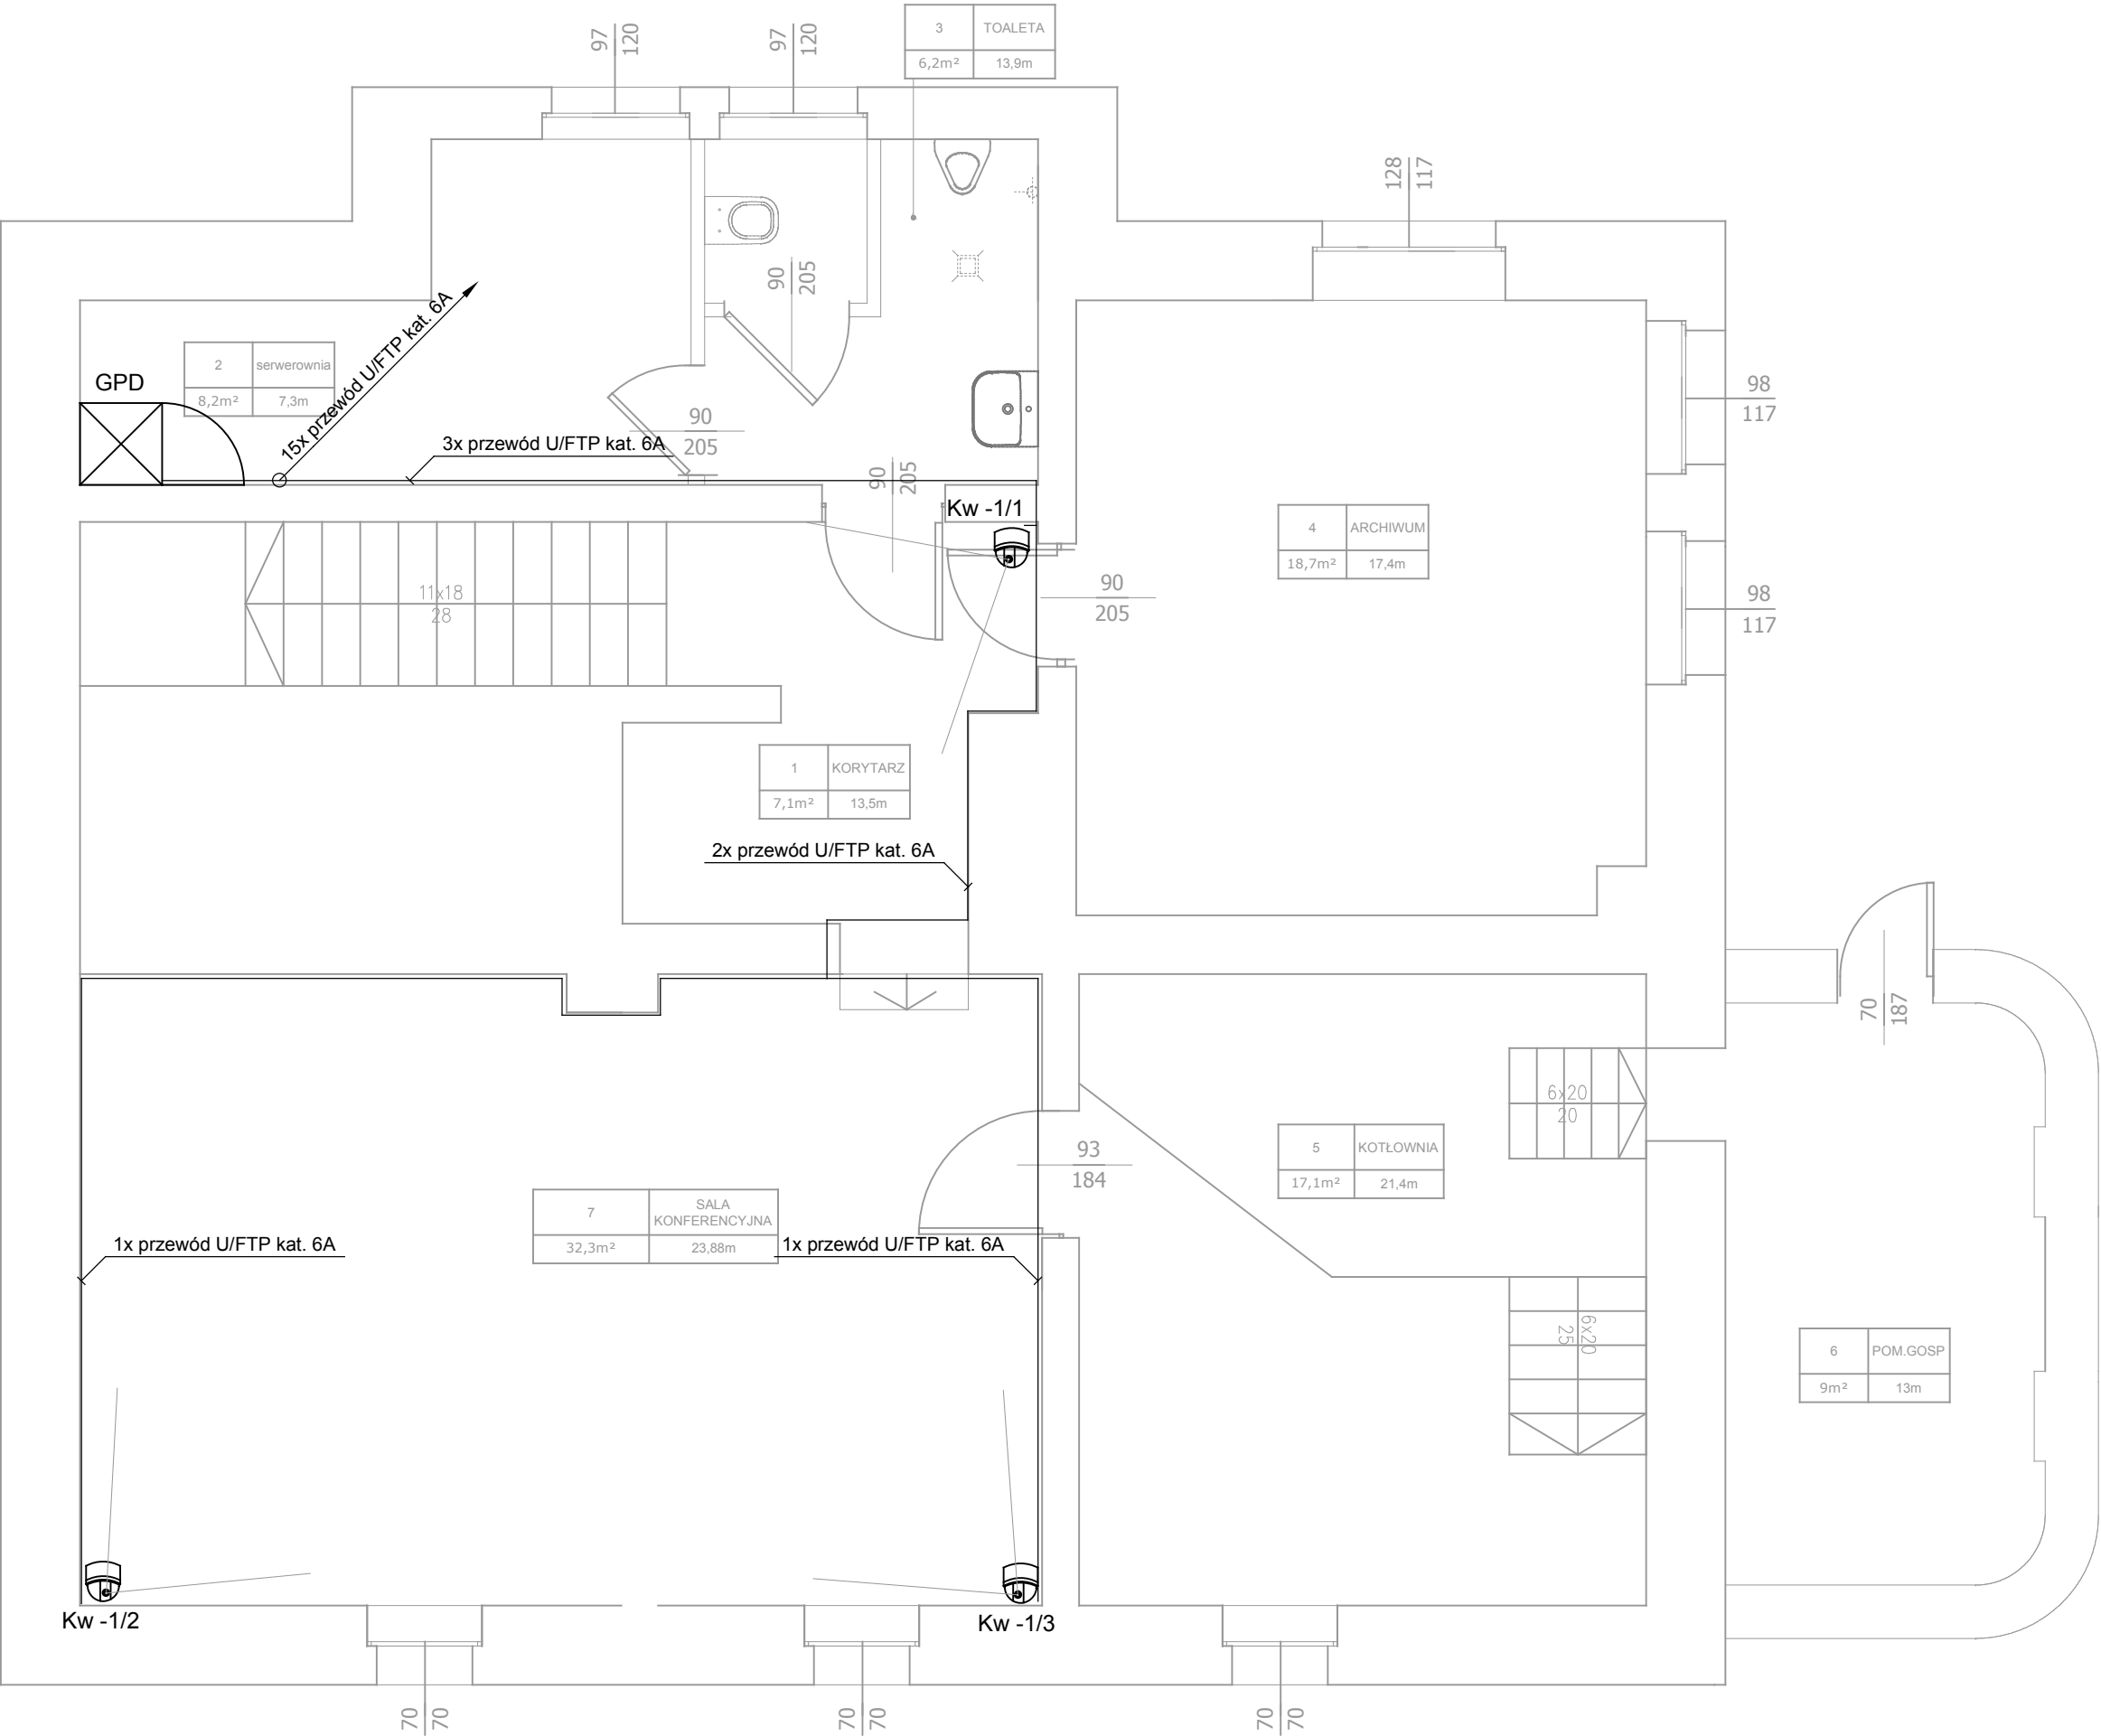 97
120
97
120
3 TOALETA
6,2m² 13,9m
128
117
90
205
2 serwerownia
8,2m² 7,3m
GPD
15x przewód U/FTP kat. 6A
3x przewód U/FTP kat. 6A
90
205
90
205
98
117
Kw -1/1
4 ARCHIWUM
18,7m² 17,4m
11x18
28
90
205
98
117
1 KORYTARZ
7,1m² 13,5m
2x przewód U/FTP kat. 6A
70
187
6x20
20
5 KOTŁOWNIA
17,1m² 21,4m
93
184
7 SALA
KONFERENCYJNA
32,3m² 23,88m
1x przewód U/FTP kat. 6A
1x przewód U/FTP kat. 6A
6x20
25
6 POM.GOSP
9m² 13m
Kw -1/2
Kw -1/3
70
70
70
70
70
70